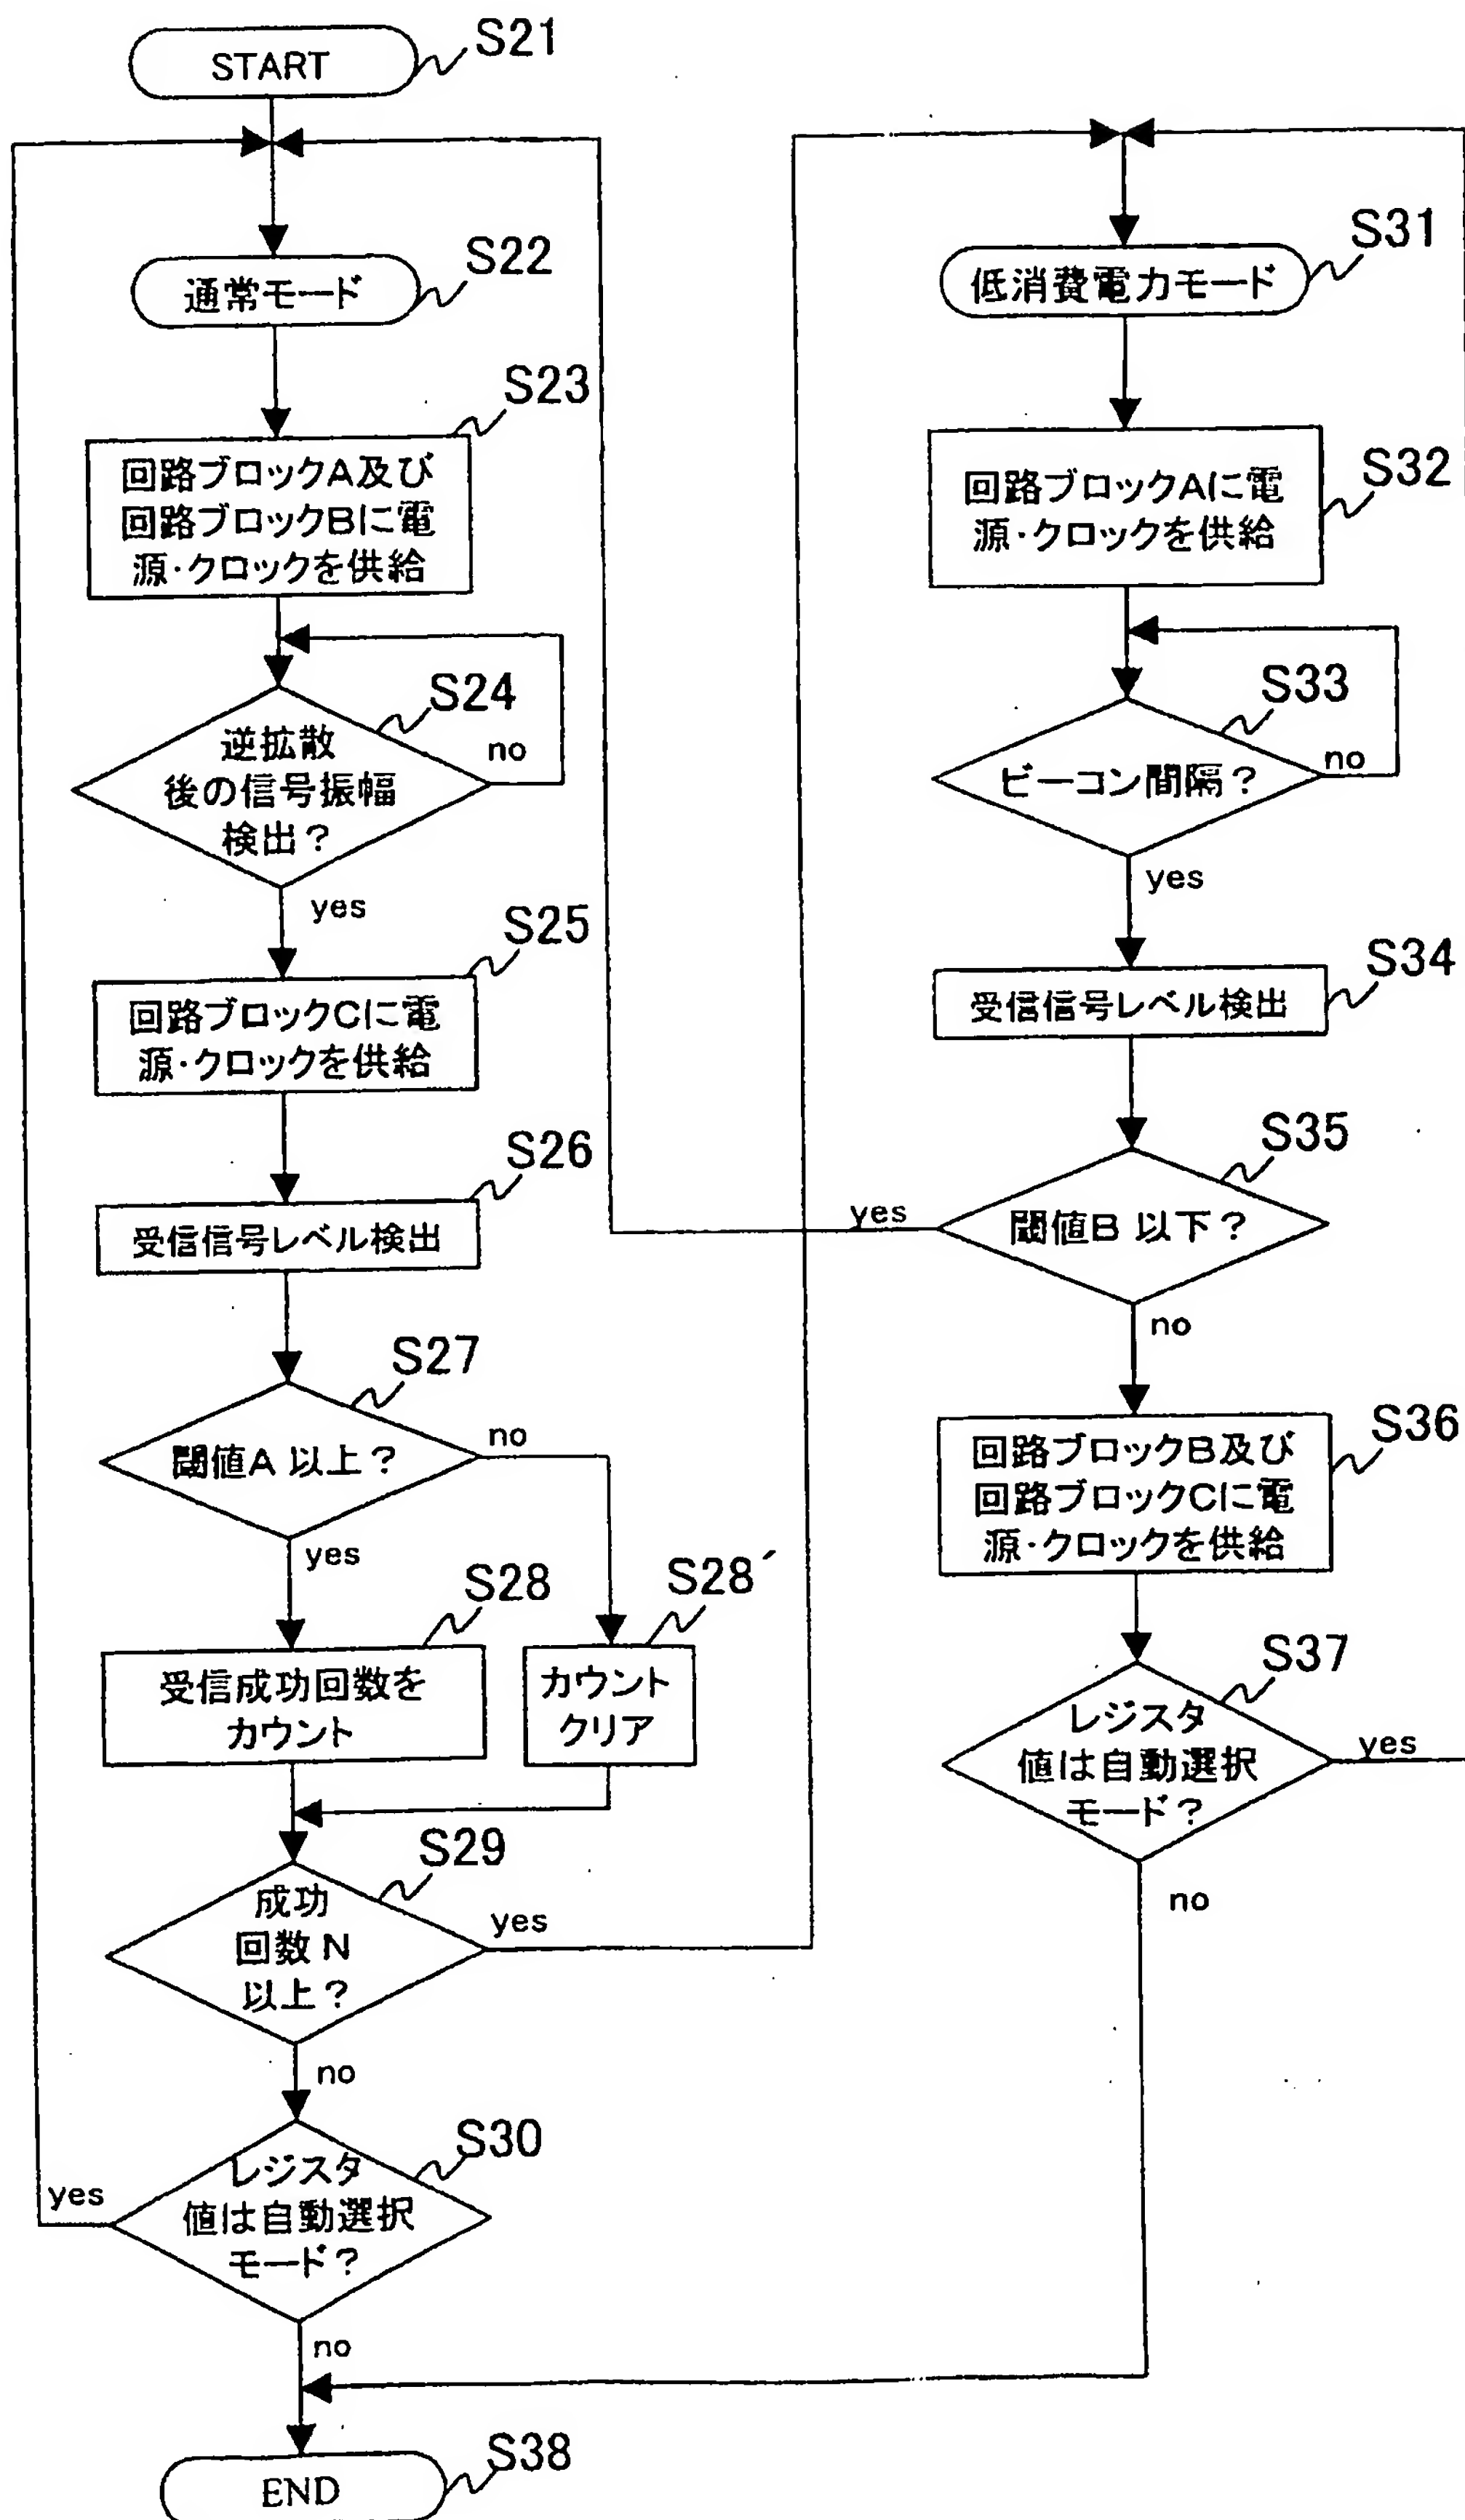 START
S21
通常モード
S22
S23
回路ブロックA及び
回路ブロックBに電
源・クロックを供給
S24
逆拡散
後の信号振幅
検出?
no
yes
S25
回路ブロックCに電
源・クロックを供給
S26
受信信号レベル検出
S27
閾値A 以上?
no
yes
S28
受信成功回数を
カウント
S28´
カウント
クリア
S29
成功
回数 N
以上?
yes
no
S30
レジスタ
値は自動選択
モード?
yes
no
S38
END
S31
低消費電力モード
S32
回路ブロックAに電
源・クロックを供給
S33
ビーコン間隔?
no
yes
S34
受信信号レベル検出
S35
閾値B 以下?
yes
no
S36
回路ブロックB及び
回路ブロックCに電
源・クロックを供給
S37
レジスタ
値は自動選択
モード?
yes
no